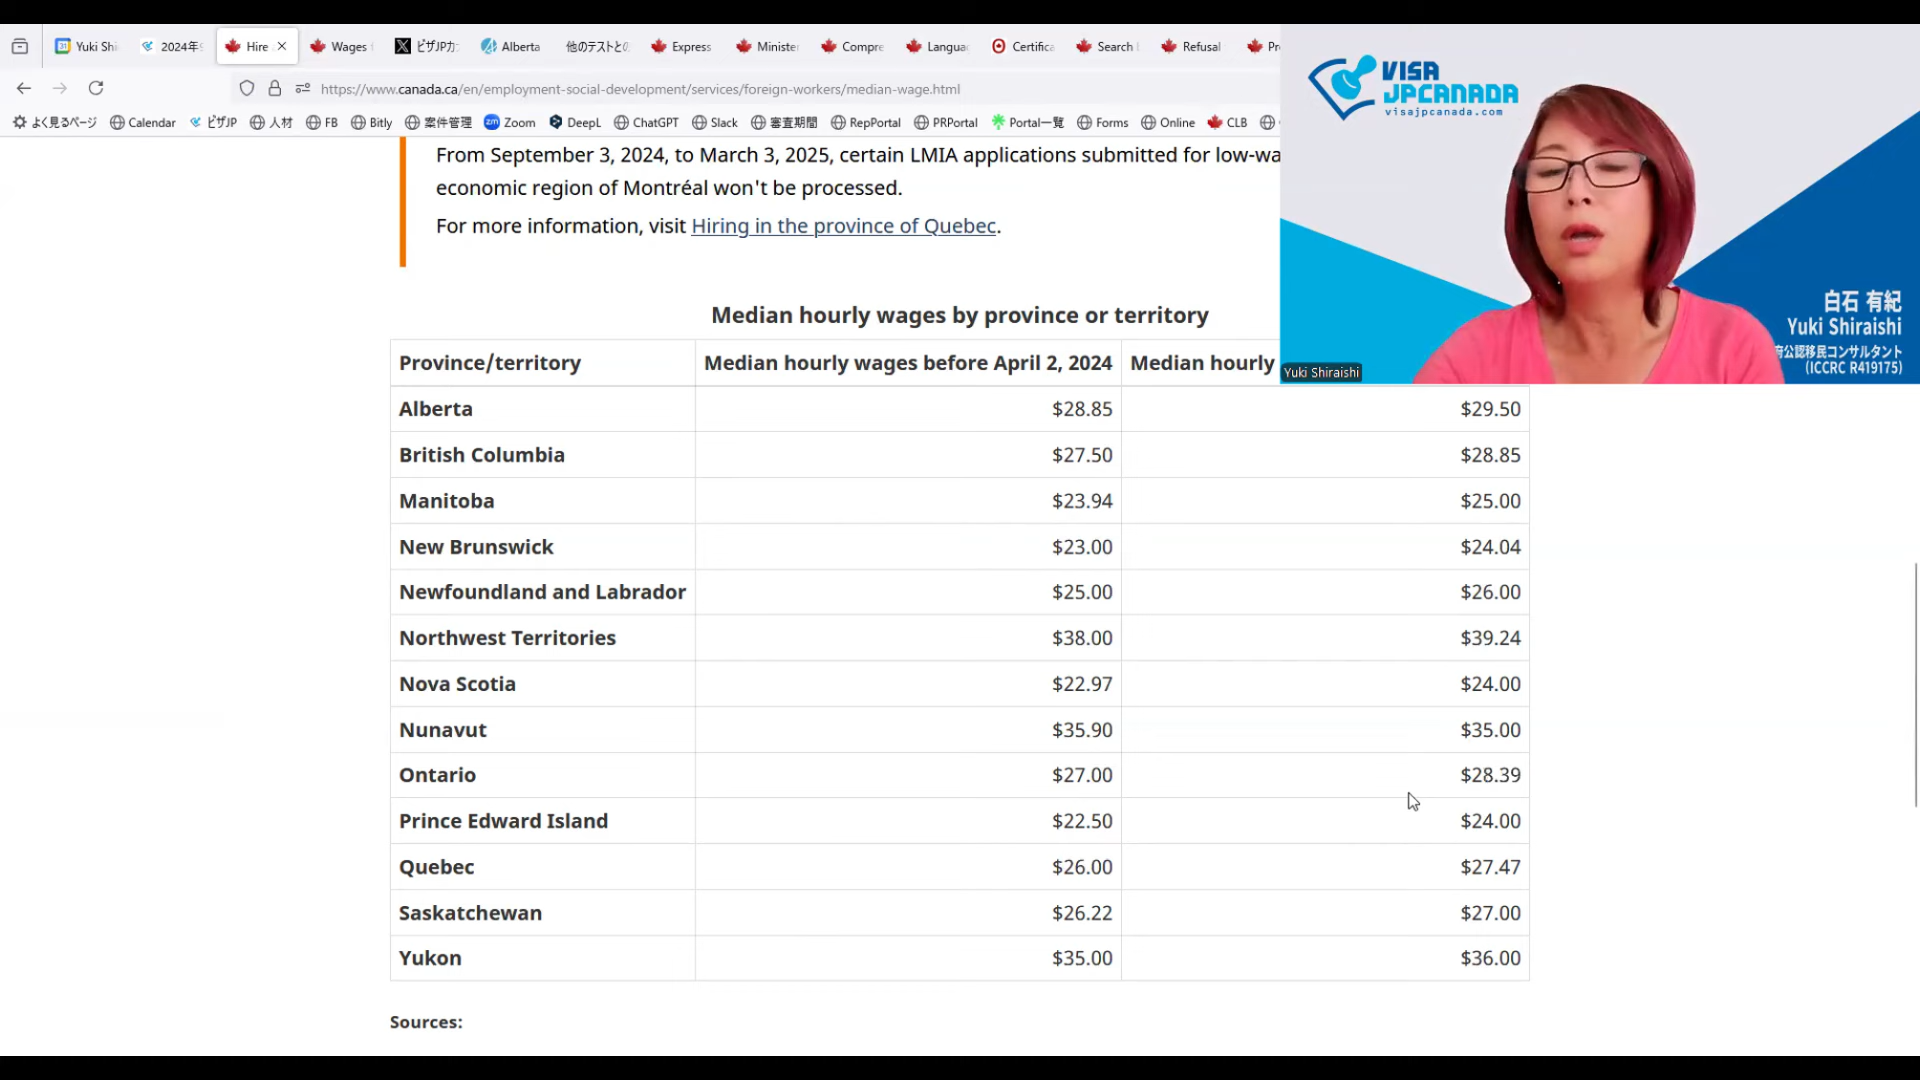 Yuki Shi
2024年
Hire
Wages
ビザJPカ
Alberta
他のテストと
Express
Ministe
Compre
Langua
Certifica
Search
Refusal
Pr
https://www.canada.ca/en/employment-social-development/services/foreign-workers/median-wage.html
よく見るページ
Calendar
ビザJP
人材
FB
Bitly
案件管理
Zoom
DeepL
ChatGPT
Slack
審査期間
RepPortal
PRPortal
Portal一覧
Forms
Online
CLB
VISA
JPCANADA
visajpcanada.com
白石 有紀
Yuki Shiraishi
府公認移民コンサルタント
(ICCRC R419175)
Yuki Shiraishi
From September 3, 2024, to March 3, 2025, certain LMIA applications submitted for low-wa
economic region of Montréal won't be processed.
For more information, visit Hiring in the province of Quebec.
Median hourly wages by province or territory
Province/territory Median hourly wages before April 2, 2024 Median hourly
Alberta $28.85 $29.50
British Columbia $27.50 $28.85
Manitoba $23.94 $25.00
New Brunswick $23.00 $24.04
Newfoundland and Labrador $25.00 $26.00
Northwest Territories $38.00 $39.24
Nova Scotia $22.97 $24.00
Nunavut $35.90 $35.00
Ontario $27.00 $28.39
Prince Edward Island $22.50 $24.00
Quebec $26.00 $27.47
Saskatchewan $26.22 $27.00
Yukon $35.00 $36.00
Sources: